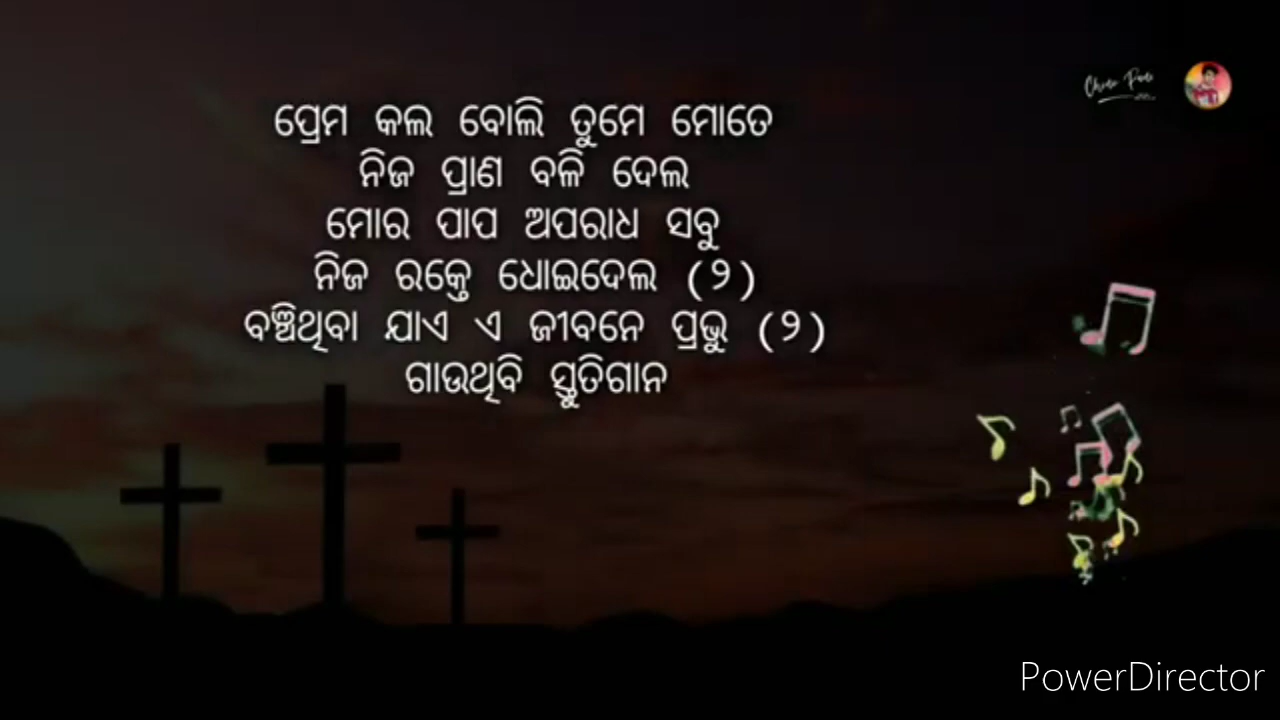 ପ୍ରେମ କଲ ବୋଲି ତୁମେ ମୋତେ
ନିଜ ପ୍ରାଣ ବଳି ଦେଲ
ମୋର ପାପ ଅପରାଧ ସବୁ
ନିଜ ରକ୍ତେ ଧୋଇଦେଲ (୨)
ବଞ୍ଚିଥିବା ଯାଏ ଏ ଜୀବନେ ପ୍ରଭୁ (୨)
ଗାଉଥିବି ସ୍ତୁତିଗାନ
PowerDirector